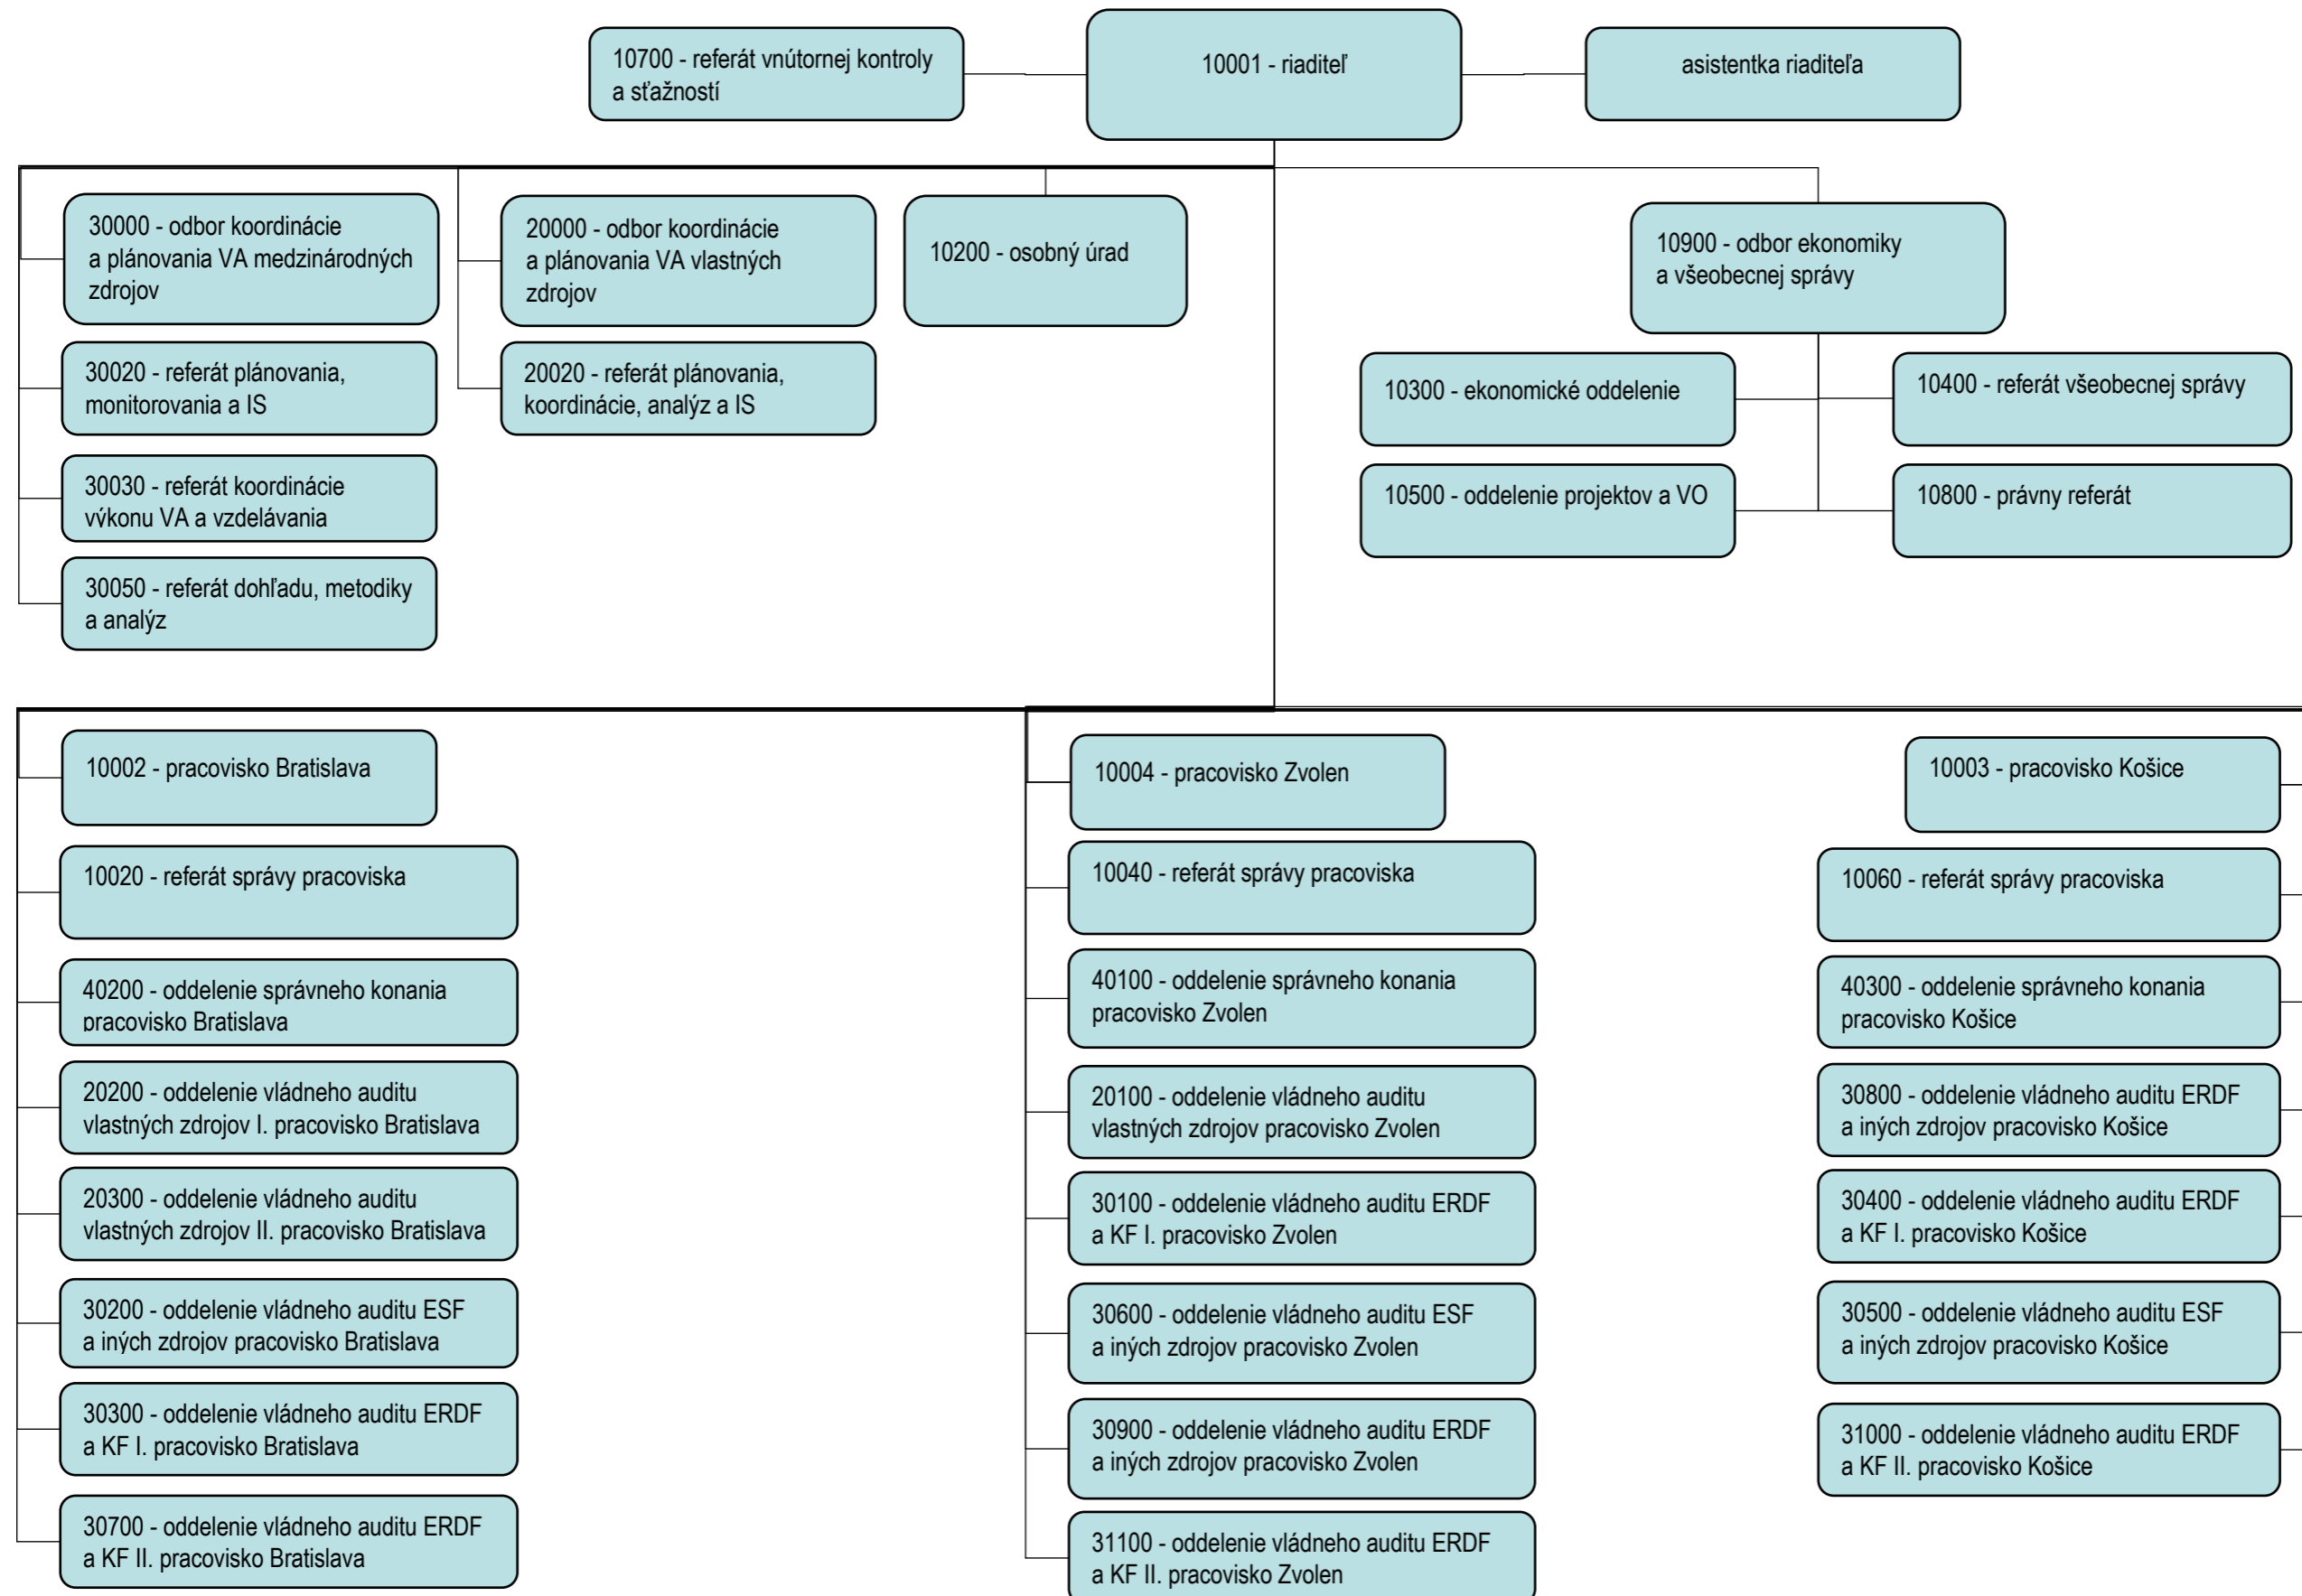 10700 - referát vnútornej kontroly
a sťažností
10001 - riaditeľ
asistentka riaditeľa
30000 - odbor koordinácie
a plánovania VA medzinárodných
zdrojov
20000 - odbor koordinácie
a plánovania VA vlastných
zdrojov
10200 - osobný úrad
10900 - odbor ekonomiky
a všeobecnej správy
30020 - referát plánovania,
monitorovania a IS
20020 - referát plánovania,
koordinácie, analýz a IS
10300 - ekonomické oddelenie
10400 - referát všeobecnej správy
30030 - referát koordinácie
výkonu VA a vzdelávania
10500 - oddelenie projektov a VO
10800 - právny referát
30050 - referát dohľadu, metodiky
a analýz
10002 - pracovisko Bratislava
10020 - referát správy pracoviska
40200 - oddelenie správneho konania
pracovisko Bratislava
20200 - oddelenie vládneho auditu
vlastných zdrojov I. pracovisko Bratislava
20300 - oddelenie vládneho auditu
vlastných zdrojov II. pracovisko Bratislava
30200 - oddelenie vládneho auditu ESF
a iných zdrojov pracovisko Bratislava
30300 - oddelenie vládneho auditu ERDF
a KF I. pracovisko Bratislava
30700 - oddelenie vládneho auditu ERDF
a KF II. pracovisko Bratislava
10004 - pracovisko Zvolen
10040 - referát správy pracoviska
40100 - oddelenie správneho konania
pracovisko Zvolen
20100 - oddelenie vládneho auditu
vlastných zdrojov pracovisko Zvolen
30100 - oddelenie vládneho auditu ERDF
a KF I. pracovisko Zvolen
30600 - oddelenie vládneho auditu ESF
a iných zdrojov pracovisko Zvolen
30900 - oddelenie vládneho auditu ERDF
a iných zdrojov pracovisko Zvolen
31100 - oddelenie vládneho auditu ERDF
a KF II. pracovisko Zvolen
10003 - pracovisko Košice
10060 - referát správy pracoviska
40300 - oddelenie správneho konania
pracovisko Košice
30800 - oddelenie vládneho auditu ERDF
a iných zdrojov pracovisko Košice
30400 - oddelenie vládneho auditu ERDF
a KF I. pracovisko Košice
30500 - oddelenie vládneho auditu ESF
a iných zdrojov pracovisko Košice
31000 - oddelenie vládneho auditu ERDF
a KF II. pracovisko Košice